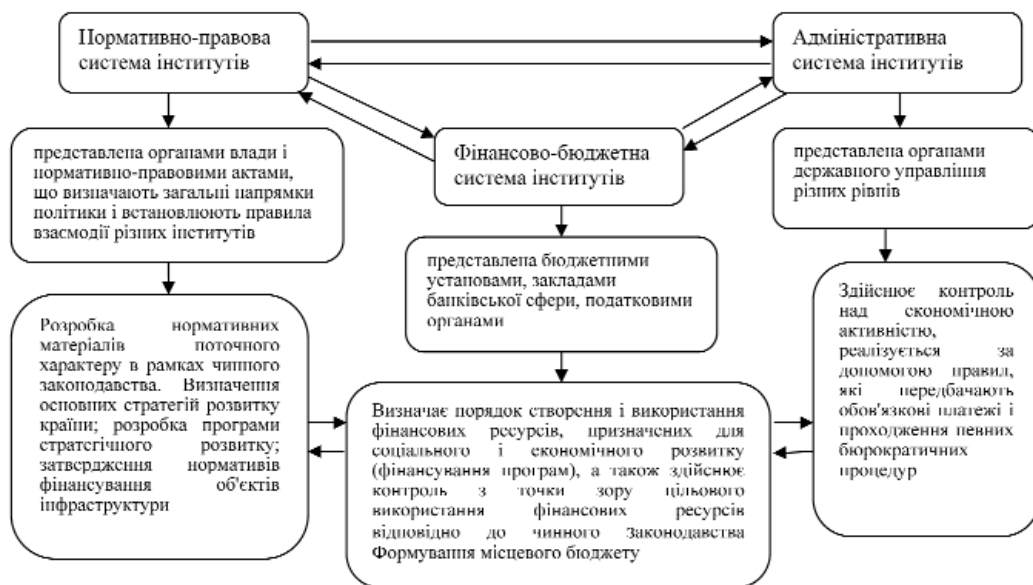 Нормативно-правова
система інститутів
Адміністративна
система інститутів
Фінансово-бюджетна
система інститутів
представлена органами влади і
нормативно-правовими актами,
що визначають загальні напрямки
політики і встановлюють правила
взаємодії різних інститутів
представлена органами
державного управління
різних рівнів
представлена бюджетними
установами, закладами
банківської сфери, податковими
органами
Розробка нормативних
матеріалів поточного
характеру в рамках чинного
законодавства. Визначення
основних стратегій розвитку
країни; розробка програми
стратегічного розвитку;
затвердження нормативів
фінансування об'єктів
інфраструктури
Визначає порядок створення і використання
фінансових ресурсів, призначених для
соціального і економічного розвитку
(фінансування програм), а також здійснює
контроль з точки зору цільового
використання фінансових ресурсів
відповідно до чинного законодавства
Формування місцевого бюджету
Здійснює контроль
над економічною
активністю,
реалізується за
допомогою правил,
які передбачають
обов'язкові платежі і
проходження певних
бюрократичних
процедур